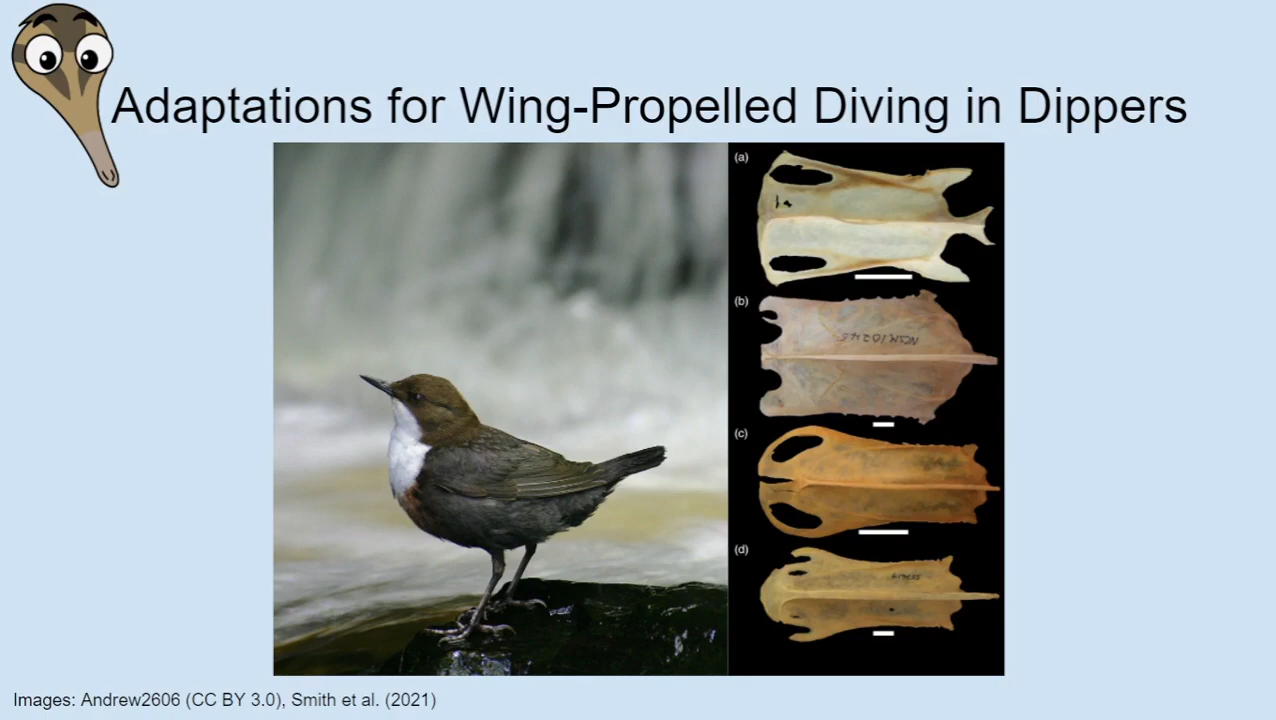 Adaptations for Wing-Propelled Diving in Dippers
(a)
(b)
(c)
(d)
Images: Andrew2606 (CC BY 3.0), Smith et al. (2021)